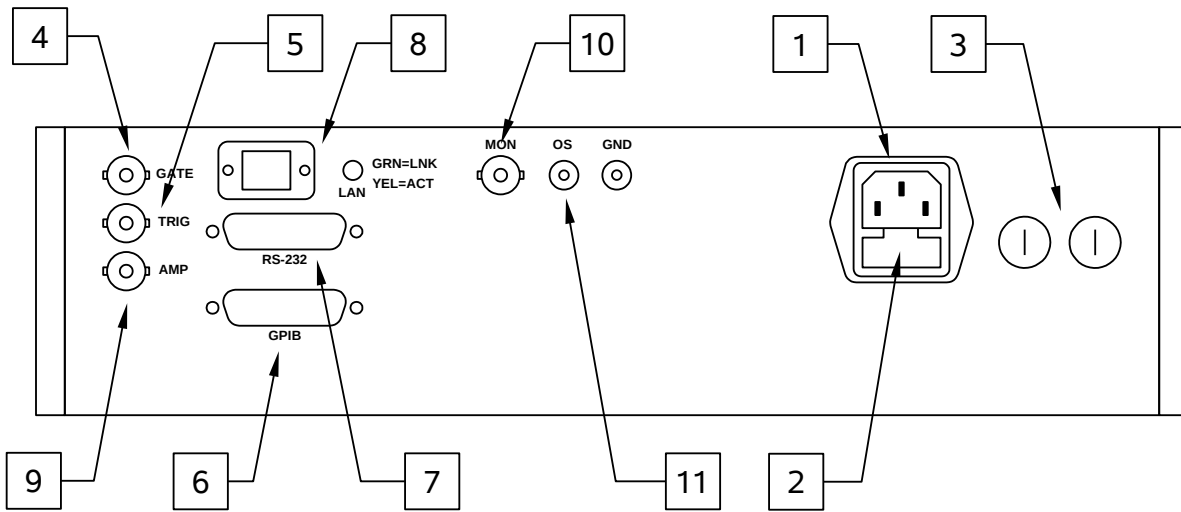 4
5
8
10
1
3
MON
OS
GND
GATE
GRN=LNK
YEL=ACT
LAN
TRIG
RS-232
AMP
GPIB
9
6
7
11
2